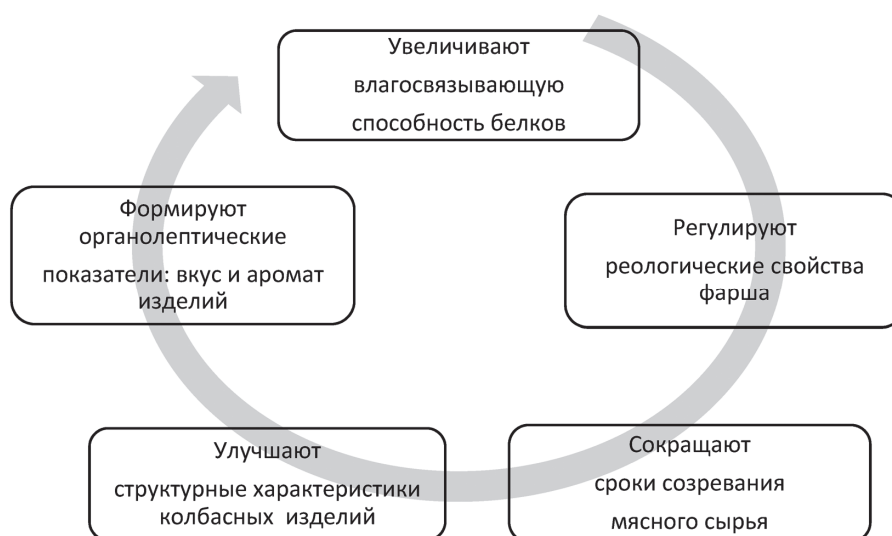 Увеличивают
влагосвязывающую
способность белков
Регулируют
реологические свойства
фарша
Сокращают
сроки созревания
мясного сырья
Улучшают
структурные характеристики
колбасных изделий
Формируют
органолептические
показатели: вкус и аромат
изделий